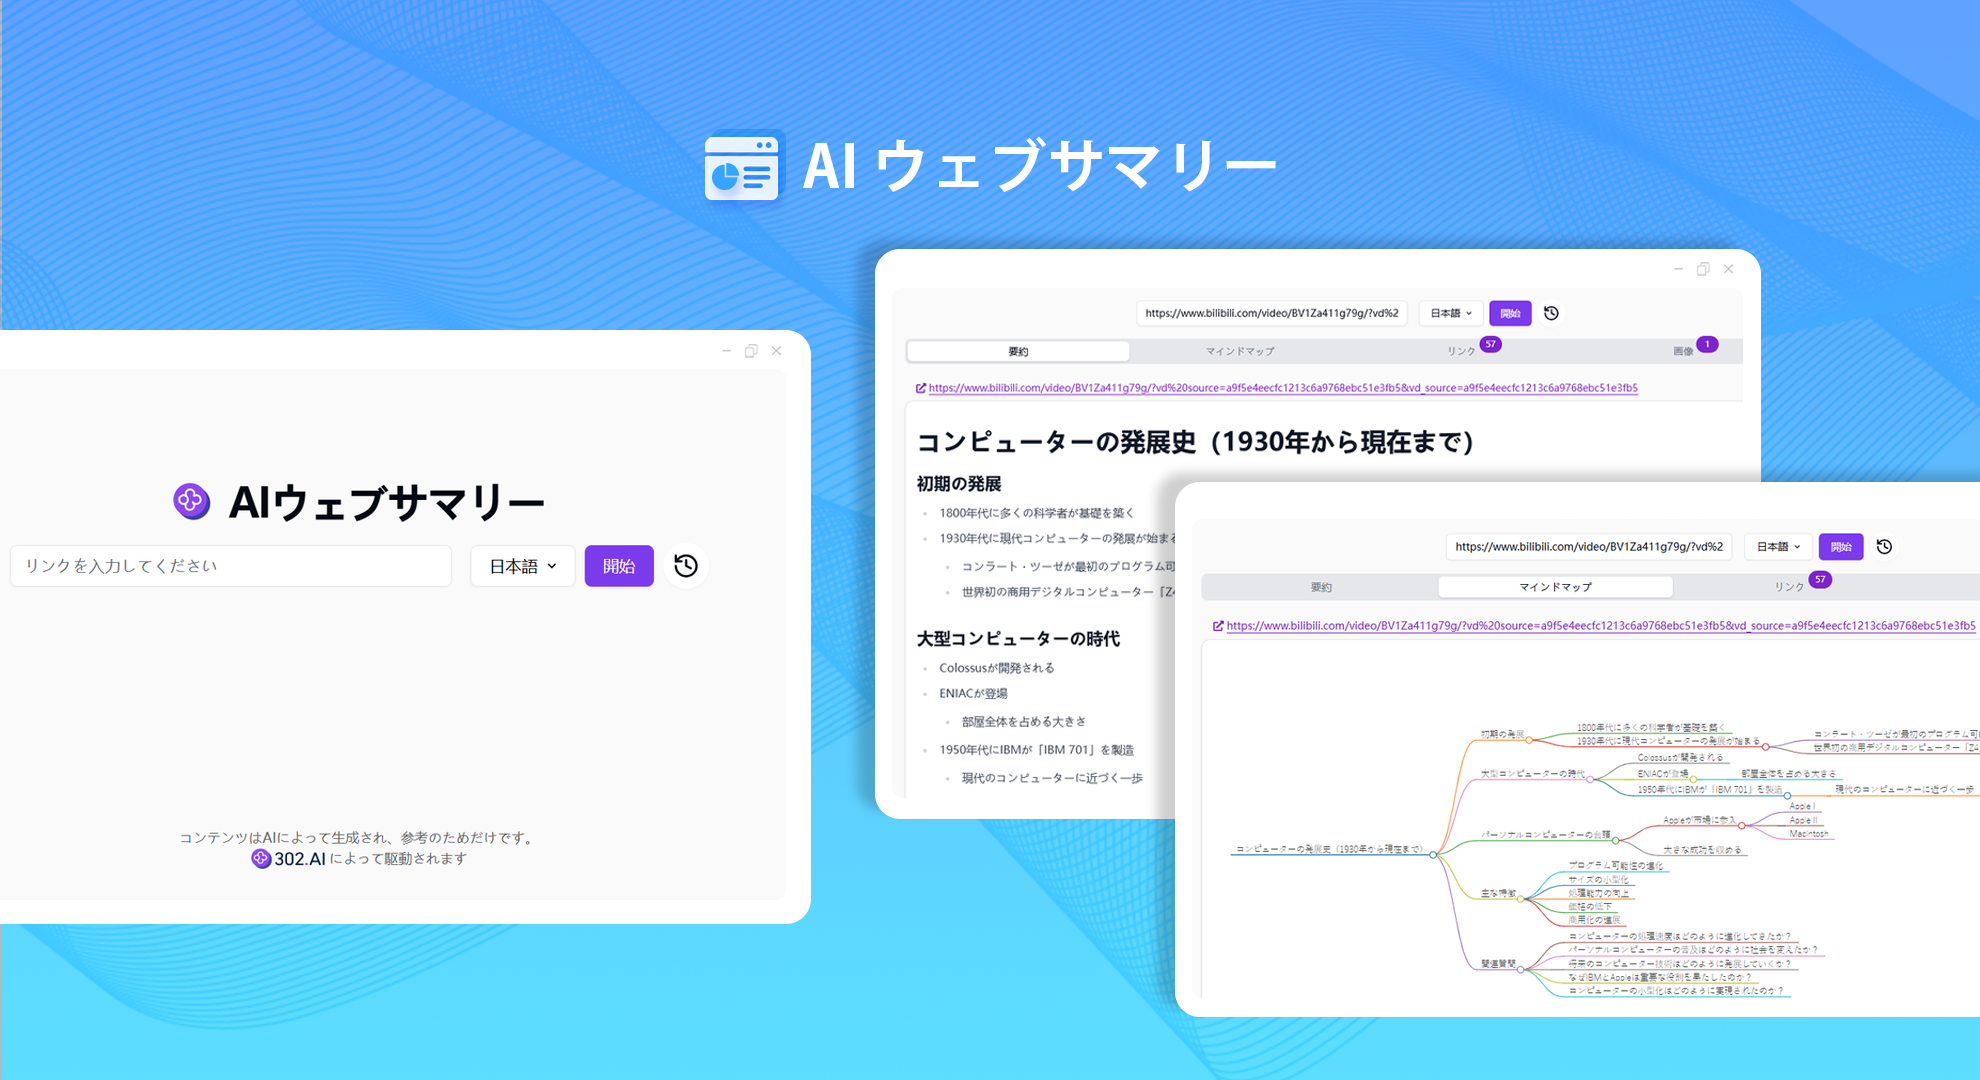 AI ウェブサマリー
AIウェブサマリー
リンクを入力してください
日本語
開始
コンテンツはAIによって生成され、参考のためだけです。
302.AI によって駆動されます
https://www.bilibili.com/video/BV1Za411g79g/?vd%2
日本語
開始
要約
マインドマップ
リンク
57
画像
1
https://www.bilibili.com/video/BV1Za411g79g/?vd%20source=a9f5e4eecfc1213c6a9768ebc51e3fb5&vd_source=a9f5e4eecfc1213c6a9768ebc51e3fb5
コンピューターの発展史（1930年から現在まで）
初期の発展
1800年代に多くの科学者が基礎を築く
1930年代に現代コンピューターの発展が始まる
コンラート・ツーゼが最初のプログラム可
世界初の商用デジタルコンピューター「Z4
大型コンピューターの時代
Colossusが開発される
ENIACが登場
部屋全体を占める大きさ
1950年代にIBMが「IBM 701」を製造
現代のコンピューターに近づく一歩
https://www.bilibili.com/video/BV1Za411g79g/?vd%2
日本語
開始
要約
マインドマップ
リンク
57
https://www.bilibili.com/video/BV1Za411g79g/?vd%20source=a9f5e4eecfc1213c6a9768ebc51e3fb5&vd_source=a9f5e4eecfc1213c6a9768ebc51e3fb5
コンピューターの発展史（1930年から現在まで）
初期の発展
1800年代に多くの科学者が基礎を築く
1930年代に現代コンピューターの発展が始まる
コンラート・ツーゼが最初のプログラム可
世界初の商用デジタルコンピューター「Z4
大型コンピューターの時代
Colossusが開発される
ENIACが登場
部屋全体を占める大きさ
1950年代にIBMが「IBM 701」を製造
現代のコンピューターに近づく一歩
パーソナルコンピューターの台頭
Appleが市場に参入
Apple I
Apple II
Macintosh
大きな成功を収める
主な特徴
プログラム可能性の進化
サイズの小型化
処理能力の向上
価格の低下
商用化の進展
関連質問
コンピューターの処理速度はどのように進化してきたか？
パーソナルコンピューターの普及はどのように社会を変えたか？
将来のコンピューター技術はどのように発展していくか？
なぜIBMとAppleは重要な役割を果たしたのか？
コンピューターの小型化はどのように実現されたのか？